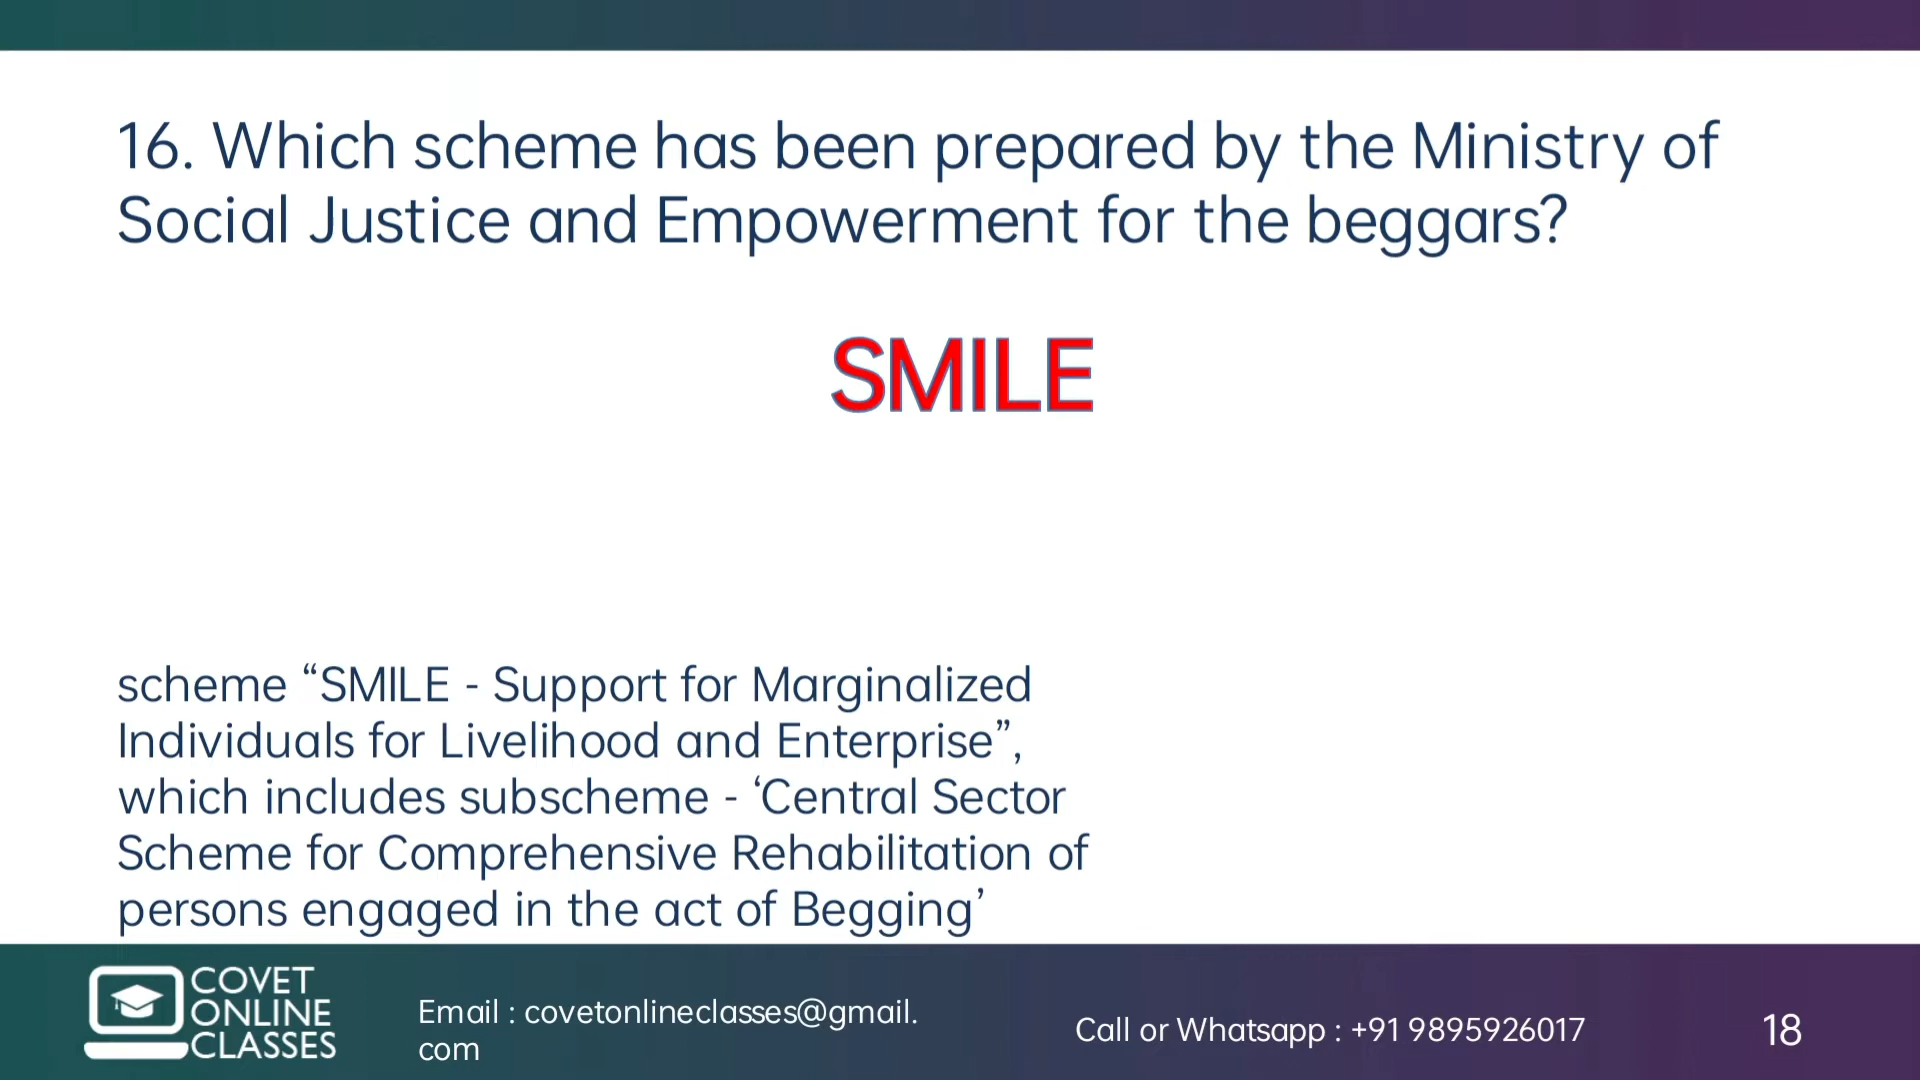 16. Which scheme has been prepared by the Ministry of
Social Justice and Empowerment for the beggars?
SMILE
scheme “SMILE - Support for Marginalized
Individuals for Livelihood and Enterprise”,
which includes subscheme - ‘Central Sector
Scheme for Comprehensive Rehabilitation of
persons engaged in the act of Begging’
COVET
ONLINE
CLASSES
Email : covetonlineclasses@gmail.
com
Call or Whatsapp : +91 9895926017
18